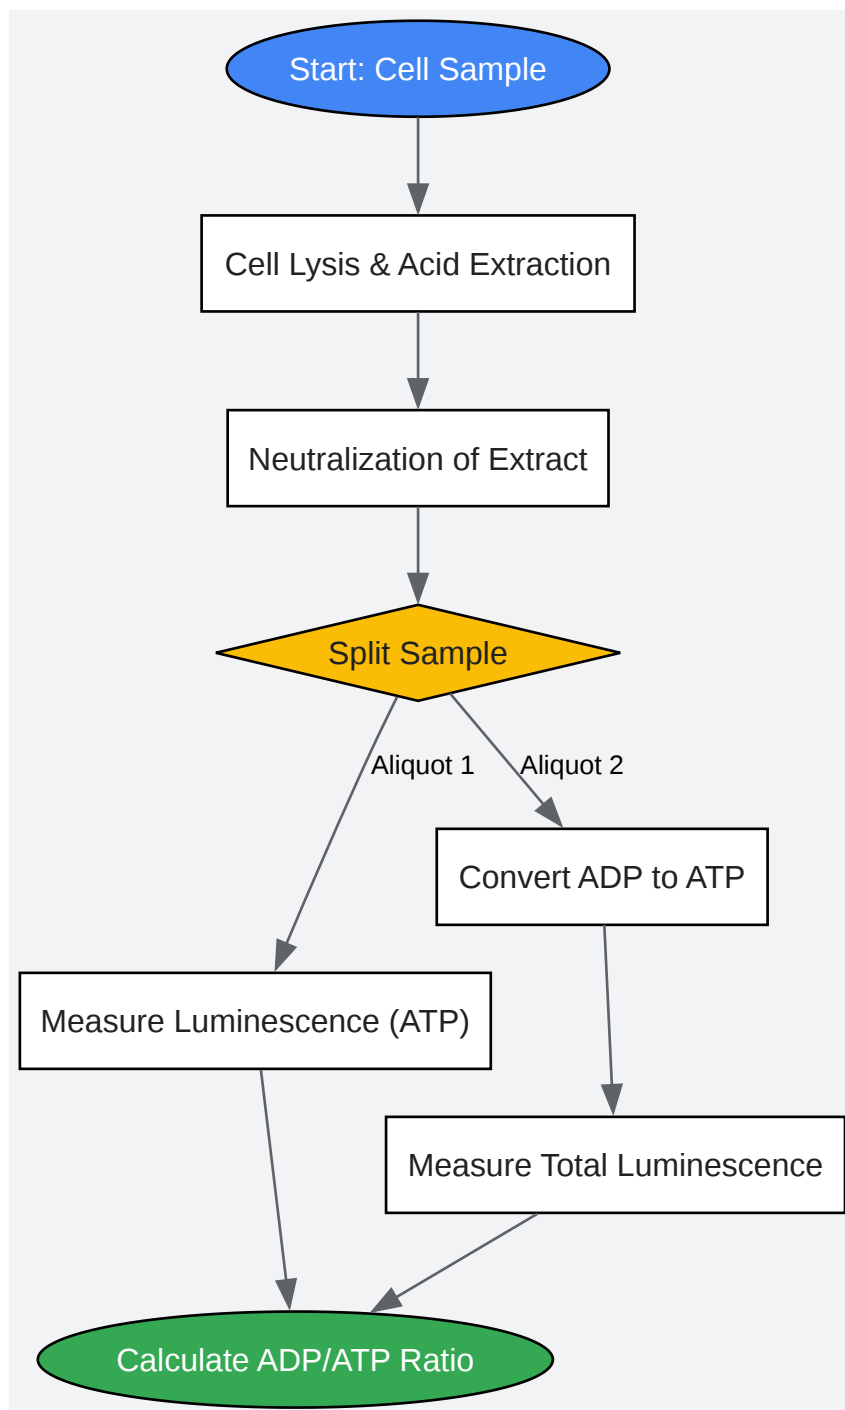 Start: Cell Sample
Cell Lysis & Acid Extraction
Neutralization of Extract
Split Sample
Aliquot 1
Aliquot 2
Convert ADP to ATP
Measure Luminescence (ATP)
Measure Total Luminescence
Calculate ADP/ATP Ratio